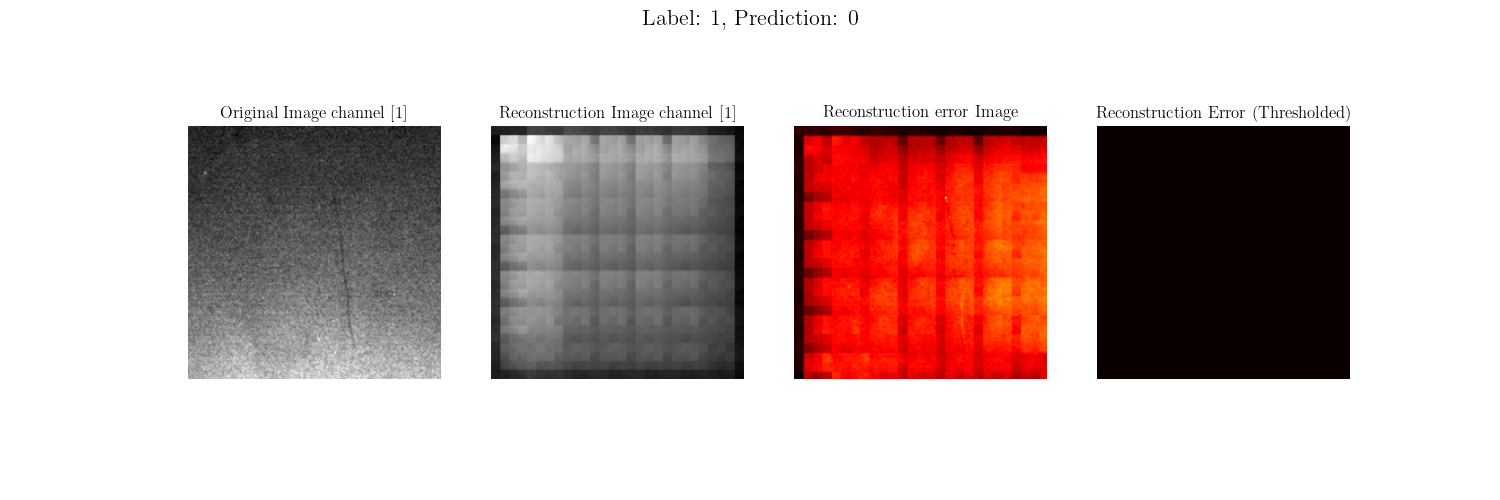 Label: 1, Prediction: 0
Original Image channel [1]
Reconstruction Image channel [1]
Reconstruction error Image
Reconstruction Error (Thresholded)